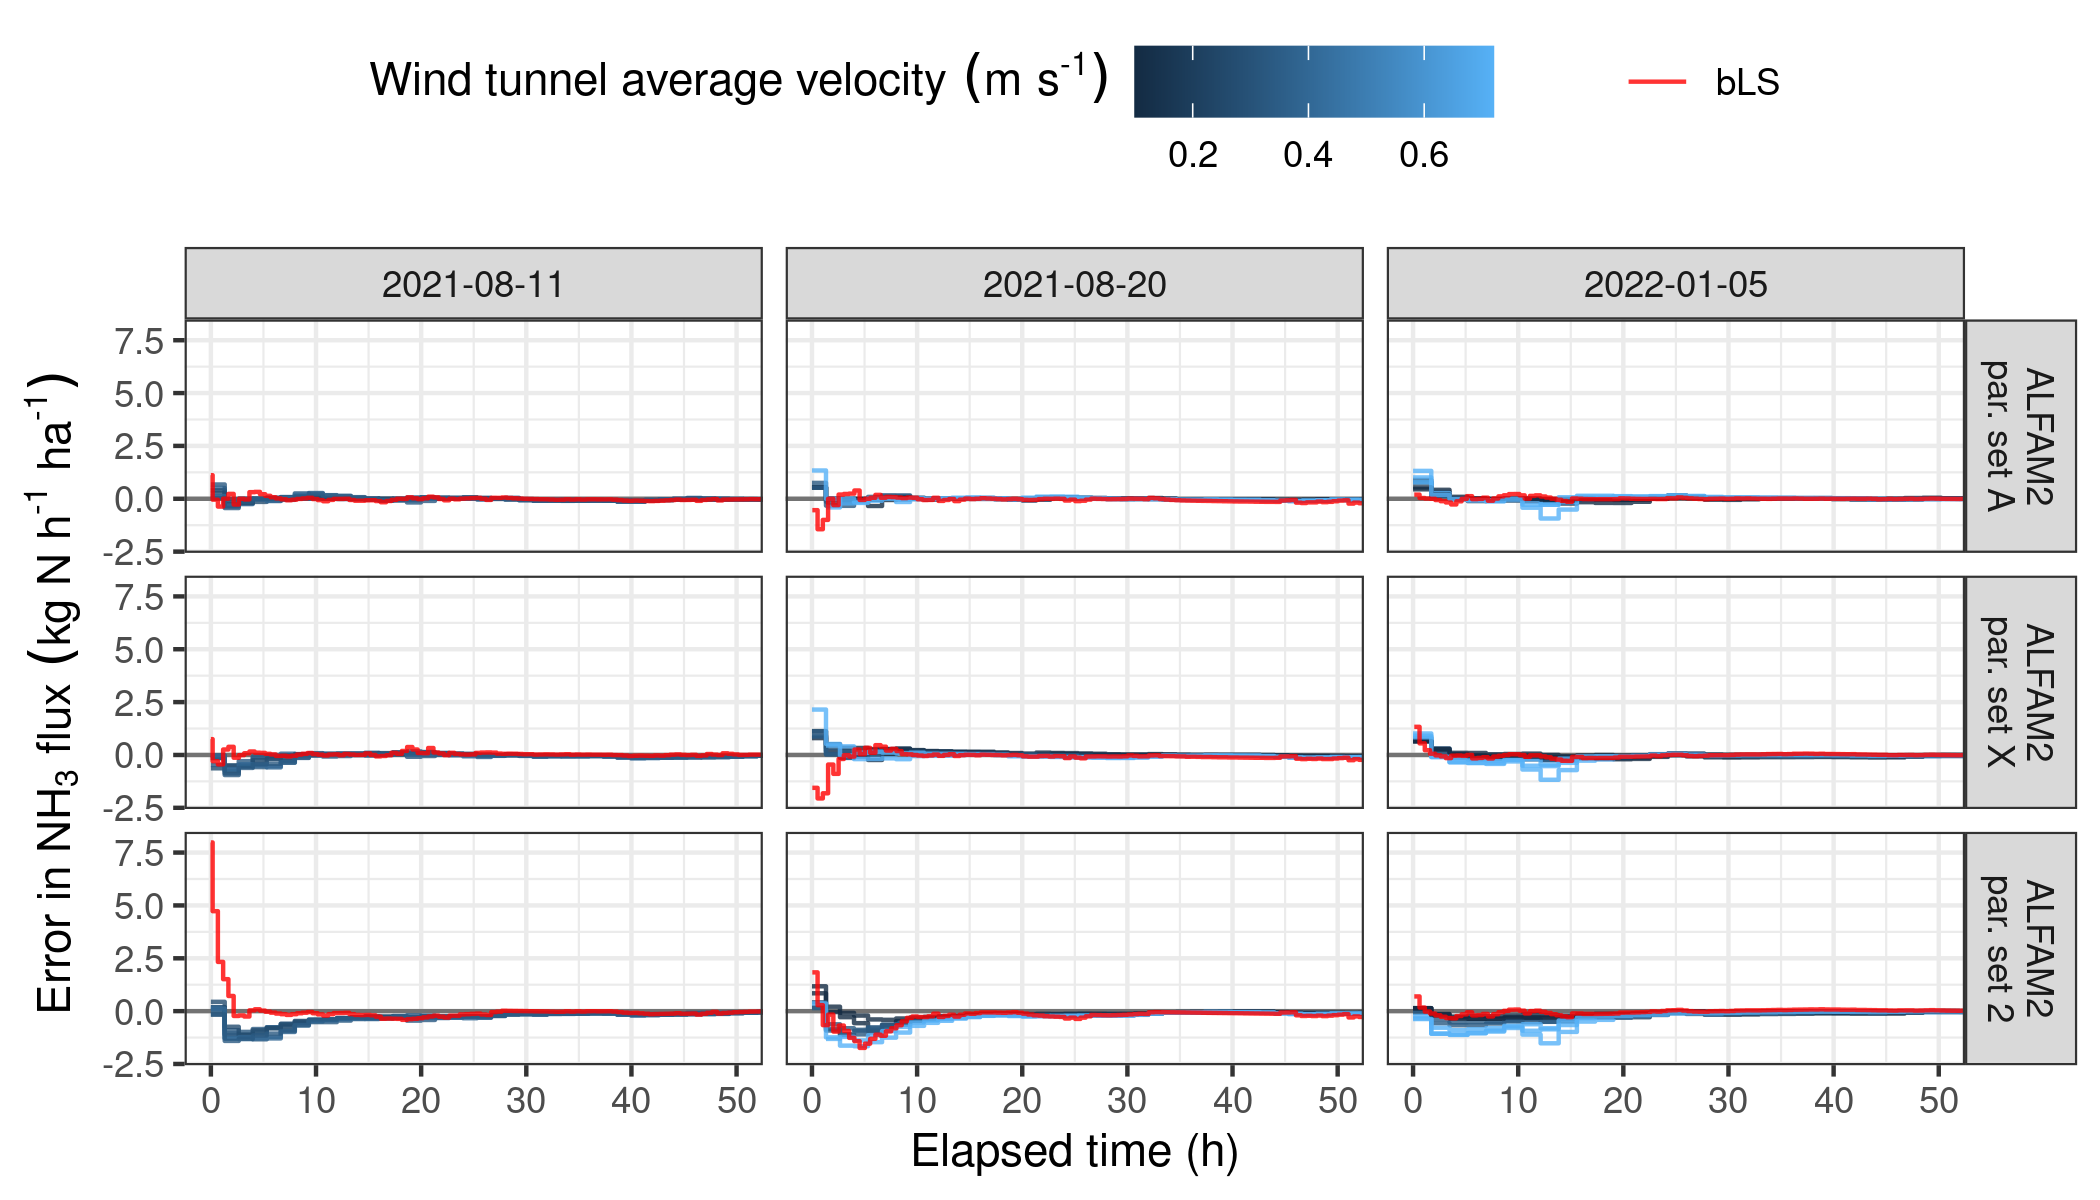 Wind tunnel average velocity (m s-1)
0.2 0.4 0.6
bLS
2021-08-11 2021-08-20 2022-01-05
Error in NH3 flux (kg N h-1 ha-1)
7.5
5.0
2.5
0.0
-2.5
ALFAM2
par. set A
7.5
5.0
2.5
0.0
-2.5
ALFAM2
par. set X
7.5
5.0
2.5
0.0
-2.5
ALFAM2
par. set 2
0 10 20 30 40 50 0 10 20 30 40 50 0 10 20 30 40 50
Elapsed time (h)